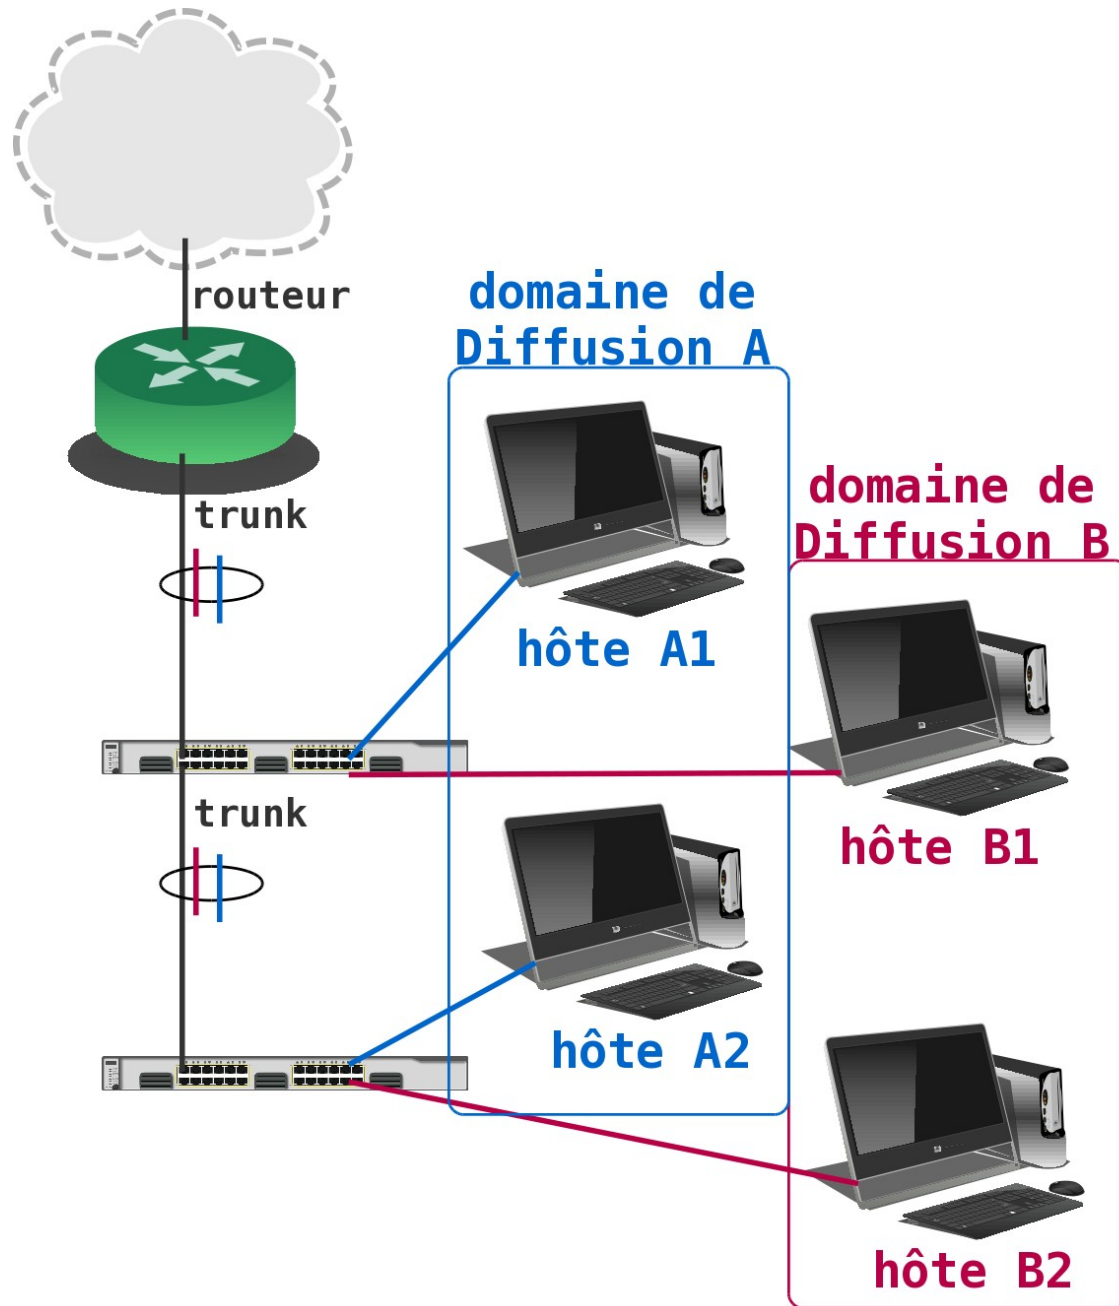 routeur
domaine de
Diffusion A
trunk
domaine de
Diffusion B
hôte A1
trunk
hôte B1
hôte A2
hôte B2